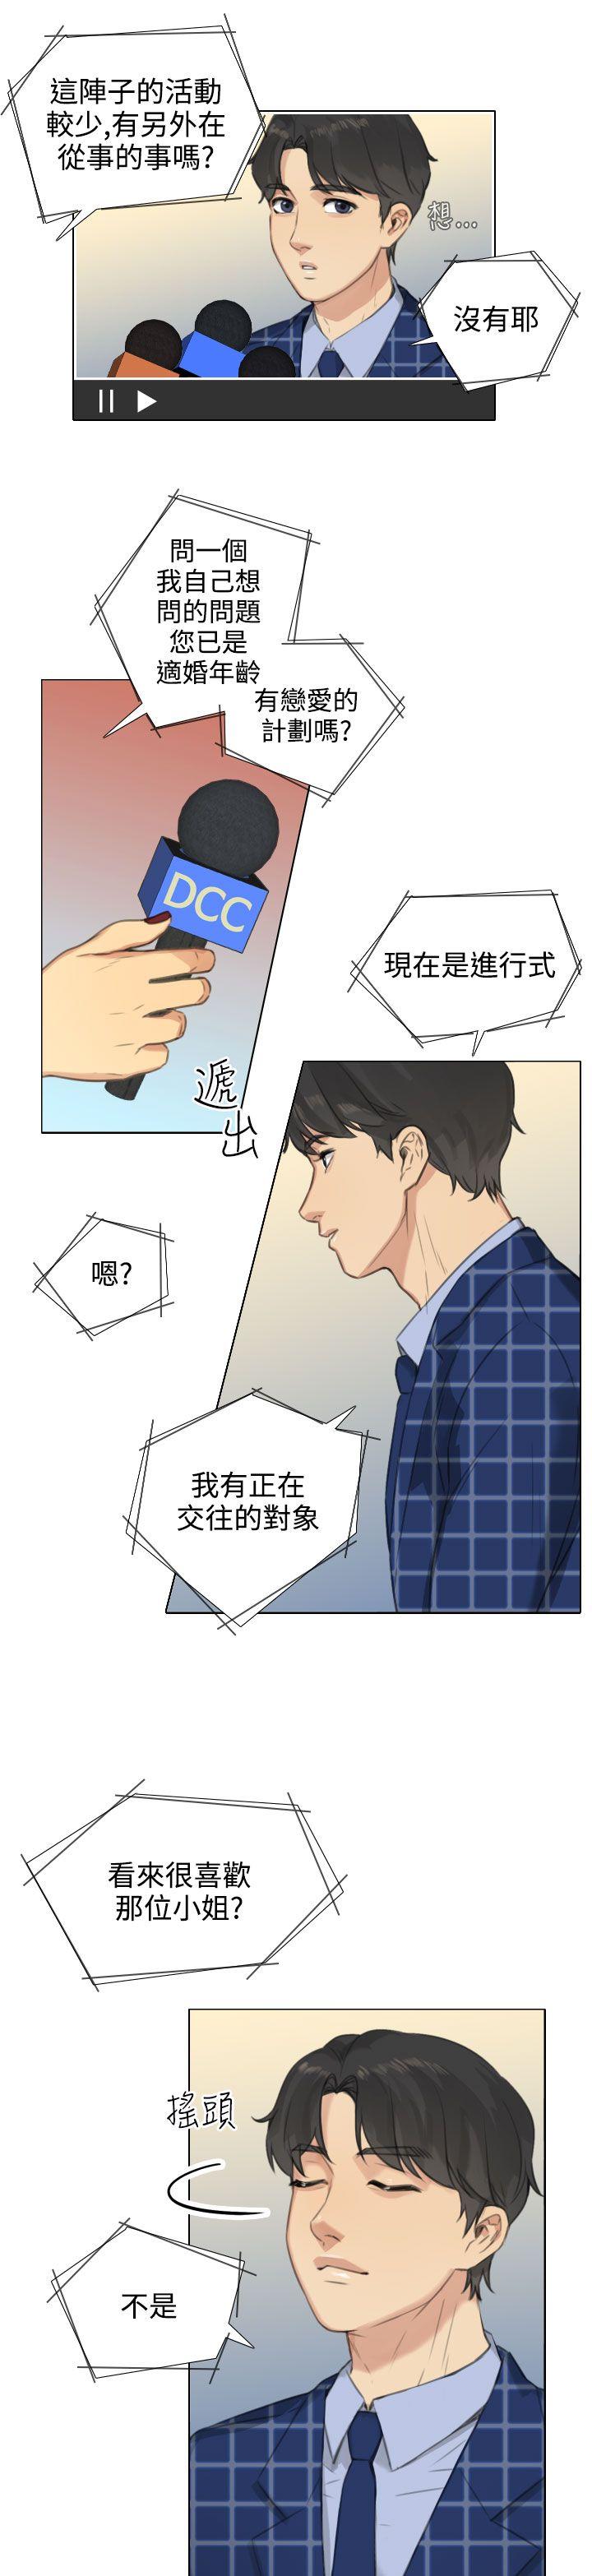 這陣子的活動
較少,有另外在
從事的事嗎?
想...
沒有耶
問一個
我自己想
問的問題
您已是
適婚年齡
有戀愛的
計劃嗎?
DCC
遞出
現在是進行式
嗯?
我有正在
交往的對象
看來很喜歡
那位小姐?
搖頭
不是